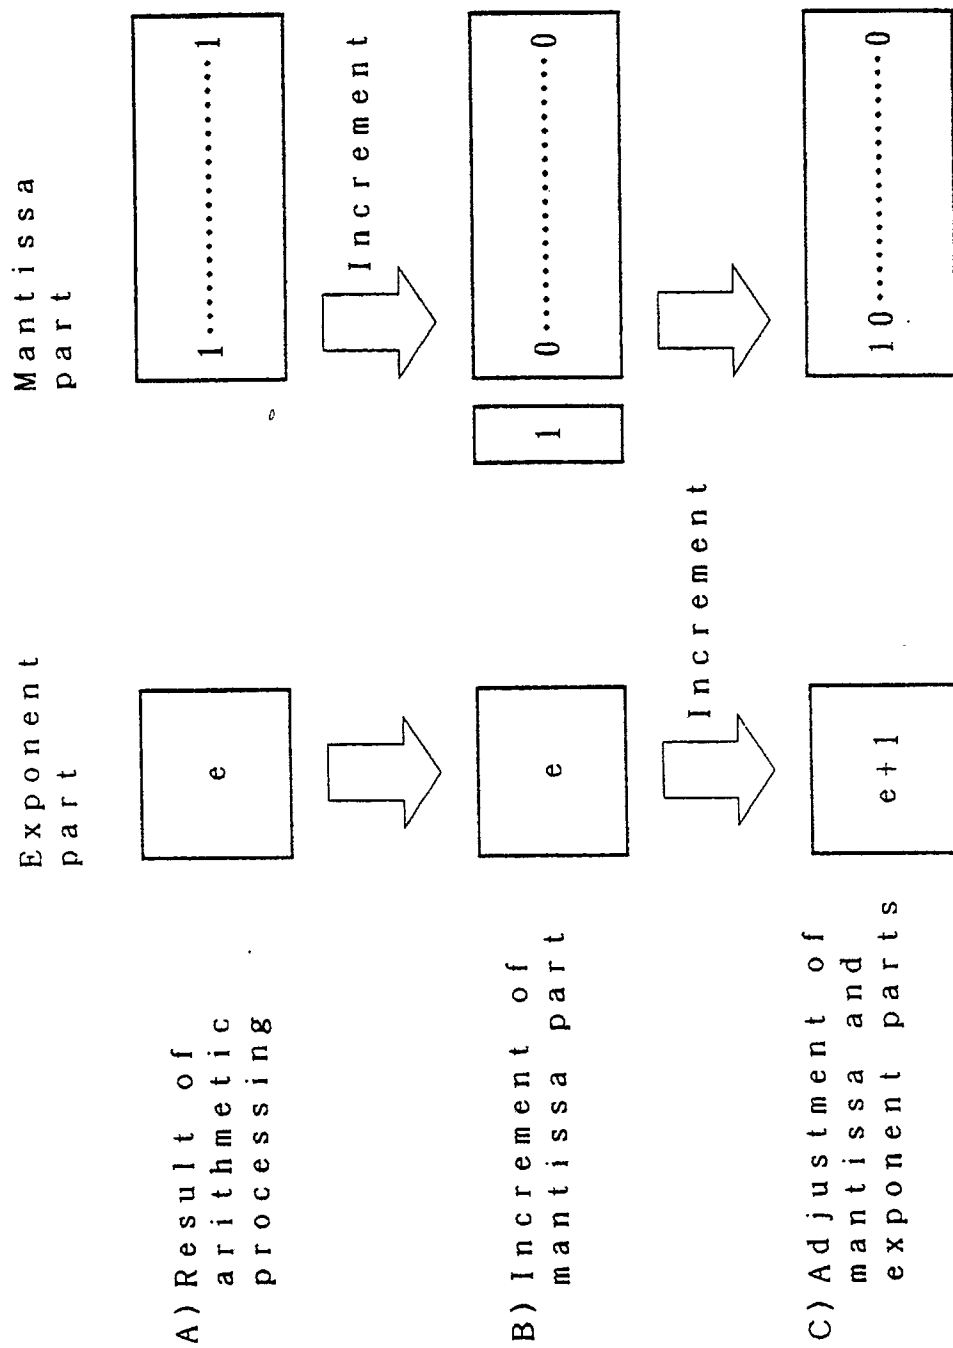 Exponent
part
Mantissa
part
A) Result of
arithmetic
processing
e
1··················1
Increment
B) Increment of
mantissa part
e
1
0··················0
Increment
C) Adjustment of
mantissa and
exponent parts
e+1
10·················0